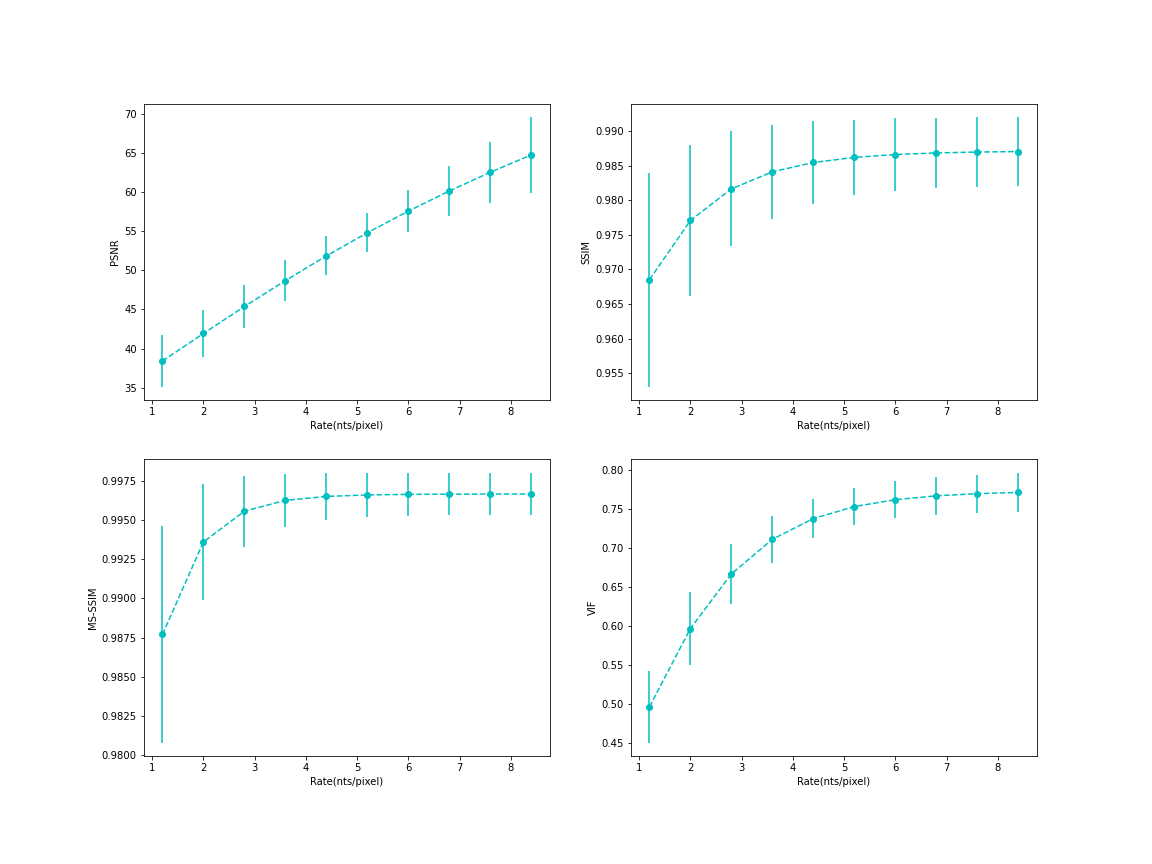 70
65
60
55
50
45
40
35
PSNR
1 2 3 4 5 6 7 8
Rate(nts/pixel)
0.990
0.985
0.980
0.975
0.970
0.965
0.960
0.955
SSIM
1 2 3 4 5 6 7 8
Rate(nts/pixel)
0.9975
0.9950
0.9925
0.9900
0.9875
0.9850
0.9825
0.9800
MS-SSIM
1 2 3 4 5 6 7 8
Rate(nts/pixel)
0.80
0.75
0.70
0.65
0.60
0.55
0.50
0.45
VIF
1 2 3 4 5 6 7 8
Rate(nts/pixel)